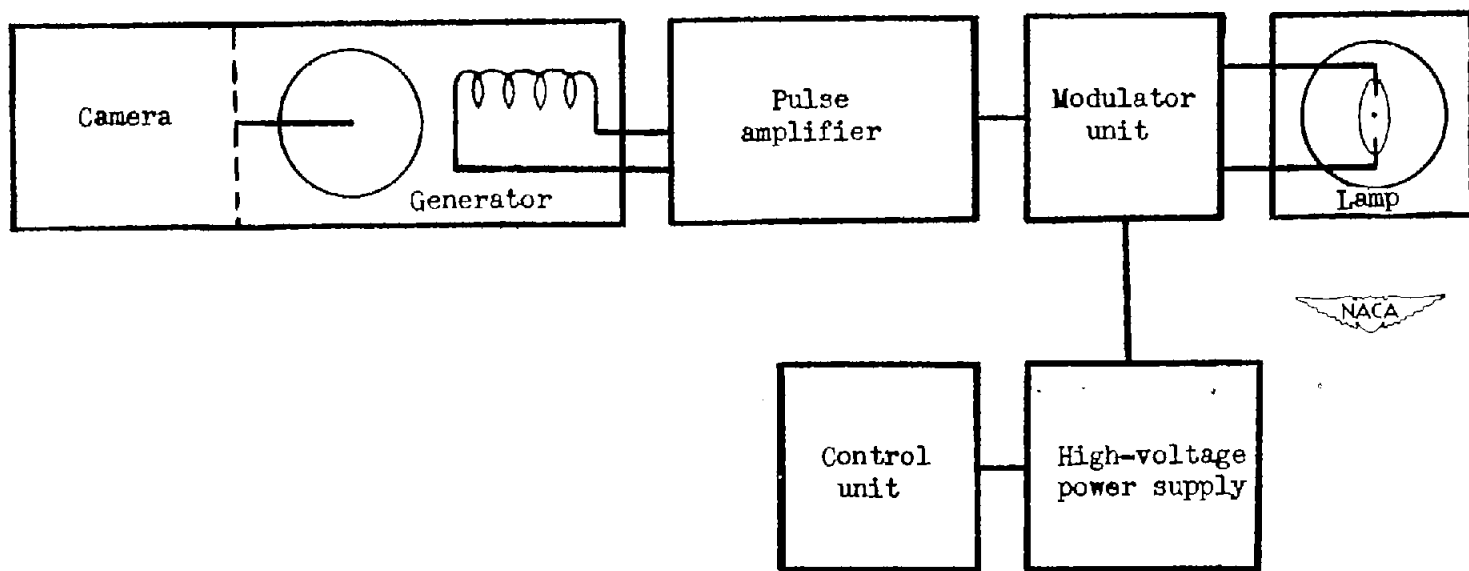 Camera
Generator
Pulse
amplifier
Modulator
unit
Lamp
NACA
Control
unit
High-voltage
power supply